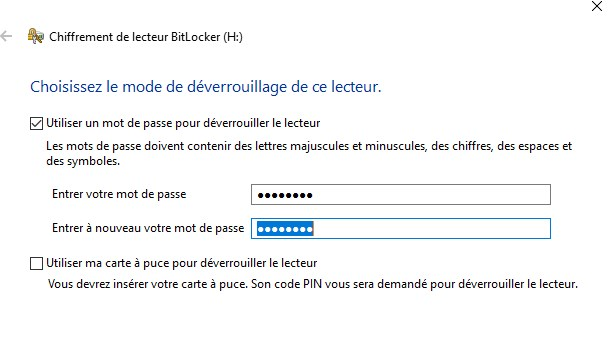 Chiffrement de lecteur BitLocker (H:)
Choisissez le mode de déverrouillage de ce lecteur.
Utiliser un mot de passe pour déverrouiller le lecteur
Les mots de passe doivent contenir des lettres majuscules et minuscules, des chiffres, des espaces et
des symboles.
Entrer votre mot de passe ●●●●●●●●
Entrer à nouveau votre mot de passe ●●●●●●●●
Utiliser ma carte à puce pour déverrouiller le lecteur
Vous devrez insérer votre carte à puce. Son code PIN vous sera demandé pour déverrouiller le lecteur.